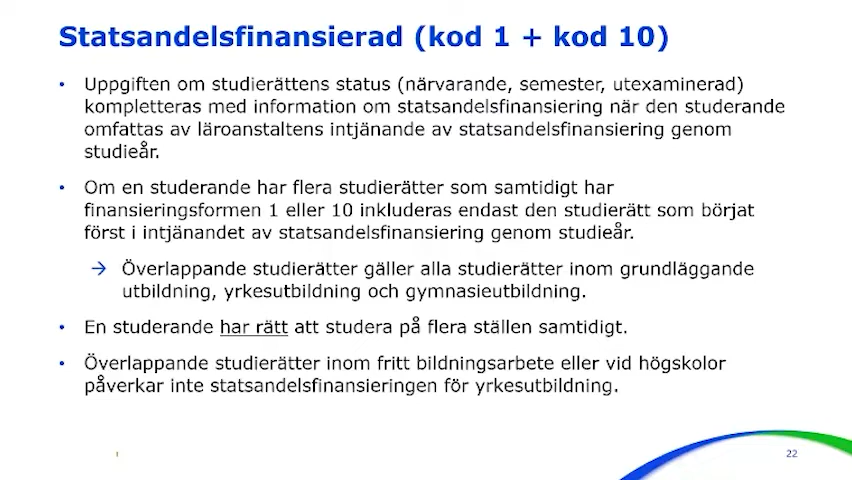 Statsandelsfinansierad (kod 1 + kod 10)
• Uppgiften om studierättens status (närvarande, semester, utexaminerad)
kompletteras med information om statsandelsfinansiering när den studerande
omfattas av läroanstaltens intjänande av statsandelsfinansiering genom
studieår.
• Om en studerande har flera studierätter som samtidigt har
finansieringsformen 1 eller 10 inkluderas endast den studierätt som börjat
först i intjänandet av statsandelsfinansiering genom studieår.
→ Överlappande studierätter gäller alla studierätter inom grundläggande
utbildning, yrkesutbildning och gymnasieutbildning.
• En studerande har rätt att studera på flera ställen samtidigt.
• Överlappande studierätter inom fritt bildningsarbete eller vid högskolor
påverkar inte statsandelsfinansieringen för yrkesutbildning.
22